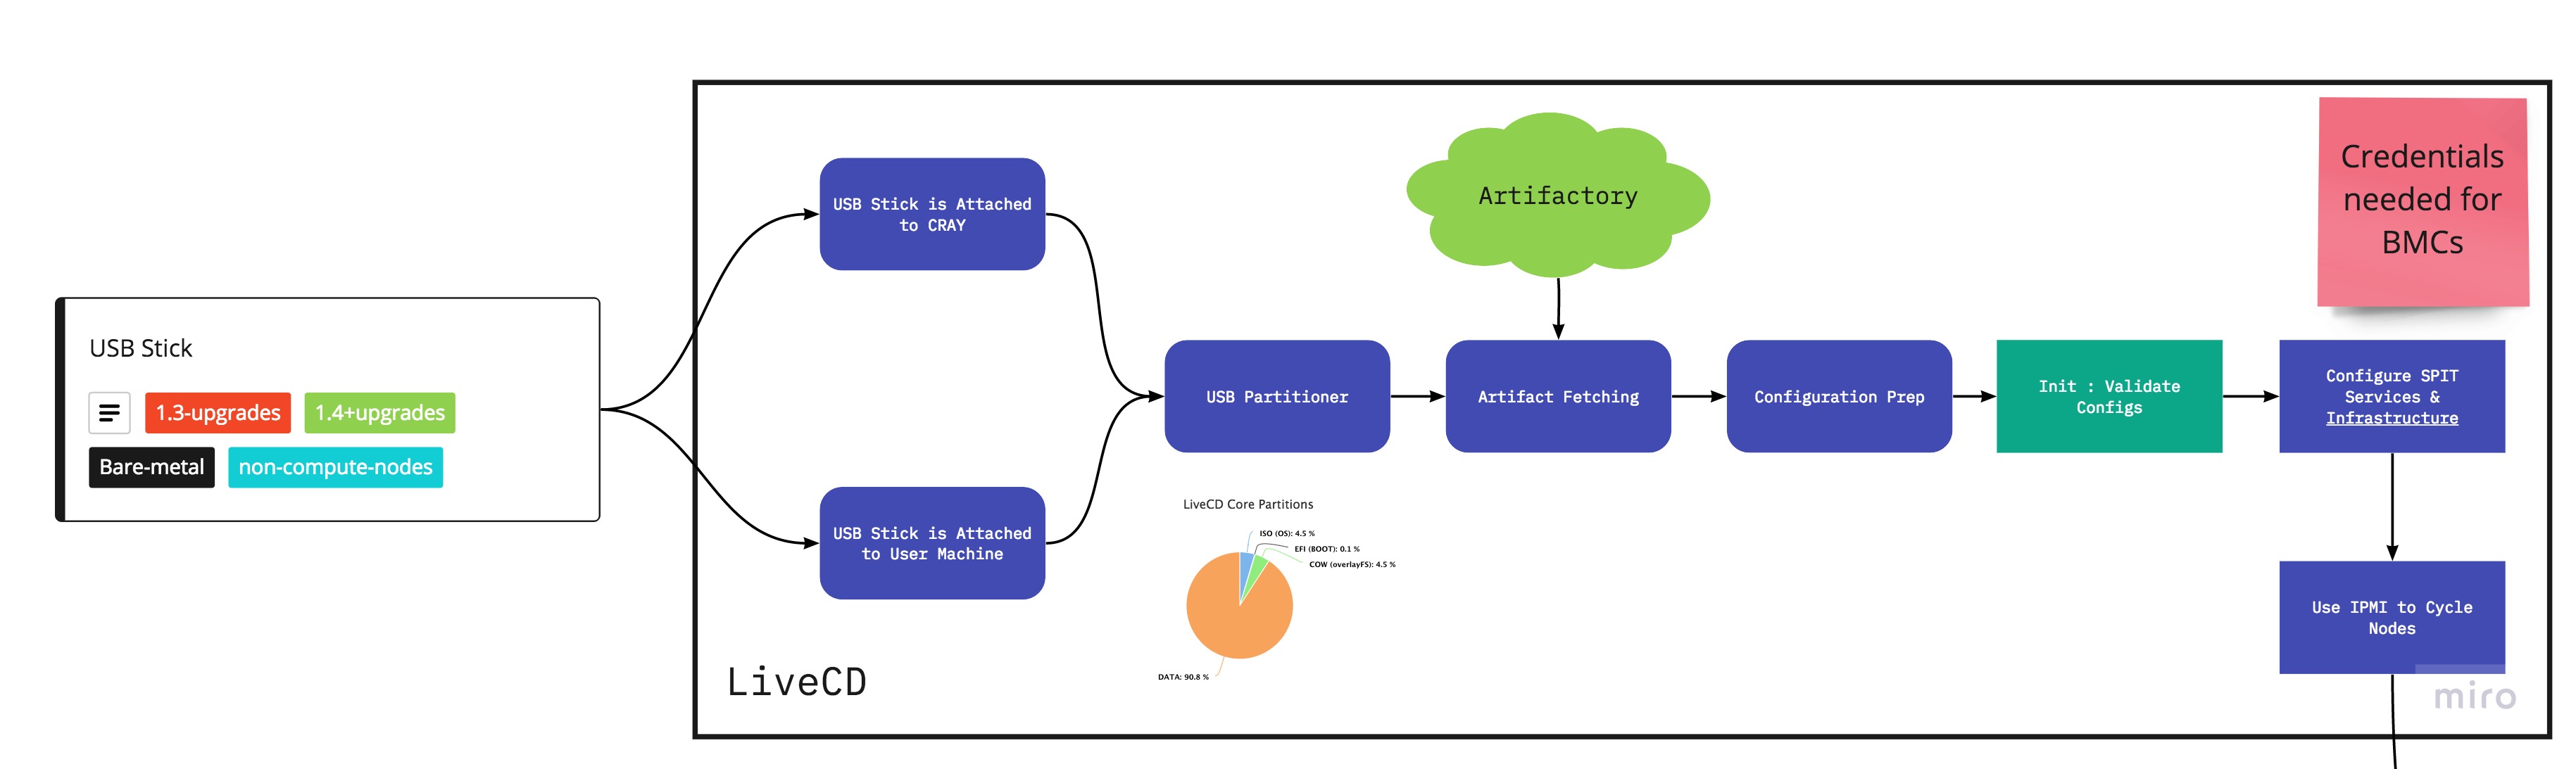 USB Stick
1.3-upgrades
1.4+upgrades
Bare-metal
non-compute-nodes
USB Stick is Attached
to CRAY
USB Stick is Attached
to User Machine
LiveCD
USB Partitioner
LiveCD Core Partitions
ISO (OS): 4.5 %
EFI (BOOT): 0.1 %
COW (overlayFS): 4.5 %
DATA: 90.8 %
Artifactory
Artifact Fetching
Configuration Prep
Init : Validate
Configs
Credentials
needed for
BMCs
Configure SPIT
Services &
Infrastructure
Use IPMI to Cycle
Nodes
miro